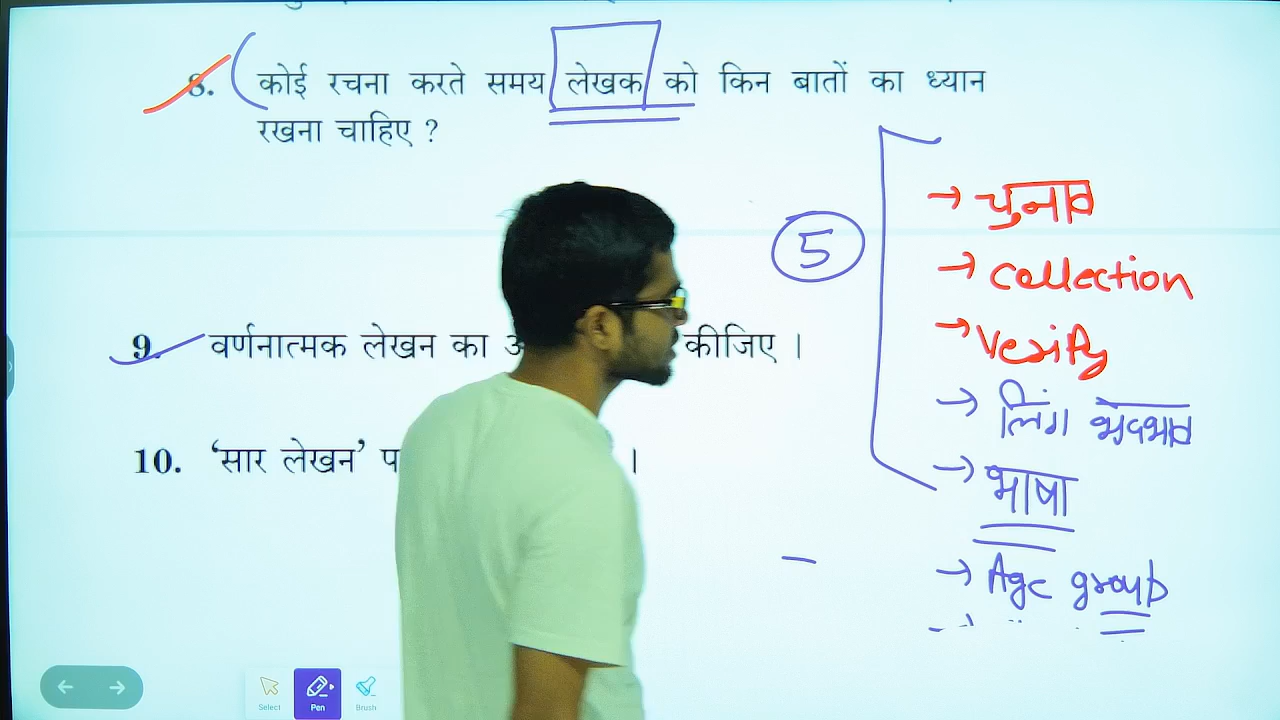 8. कोई रचना करते समय लेखक को किन बातों का ध्यान
रखना चाहिए ?
→ चुनाव
5
→ collection
→ Verify
9. वर्णनात्मक लेखन का कीजिए ।
→ लिंग भेदभाव
10. ‘सार लेखन’ प ।
→ भाषा
→ Age group
Select Pen Brush